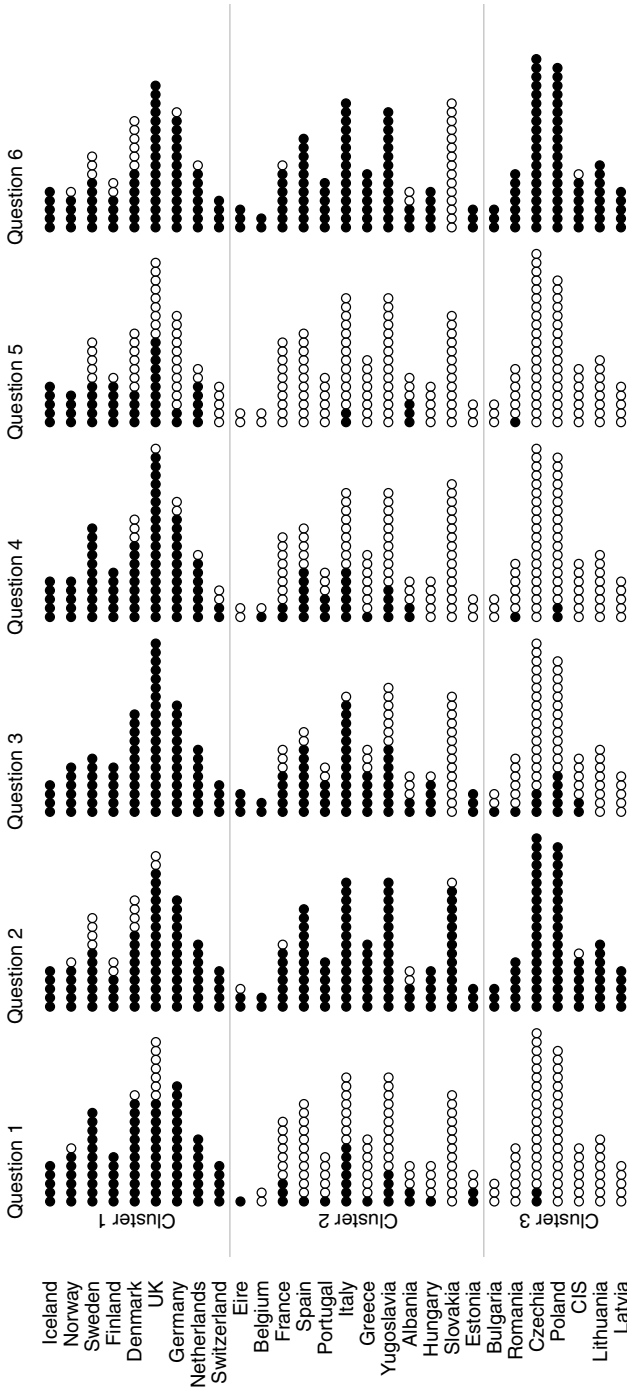 Question 1
Question 2
Question 3
Question 4
Question 5
Question 6
Cluster 1
Cluster 2
Cluster 3
Iceland
Norway
Sweden
Finland
Denmark
UK
Germany
Netherlands
Switzerland
Eire
Belgium
France
Spain
Portugal
Italy
Greece
Yugoslavia
Albania
Hungary
Slovakia
Estonia
Bulgaria
Romania
Czechia
Poland
CIS
Lithuania
Latvia